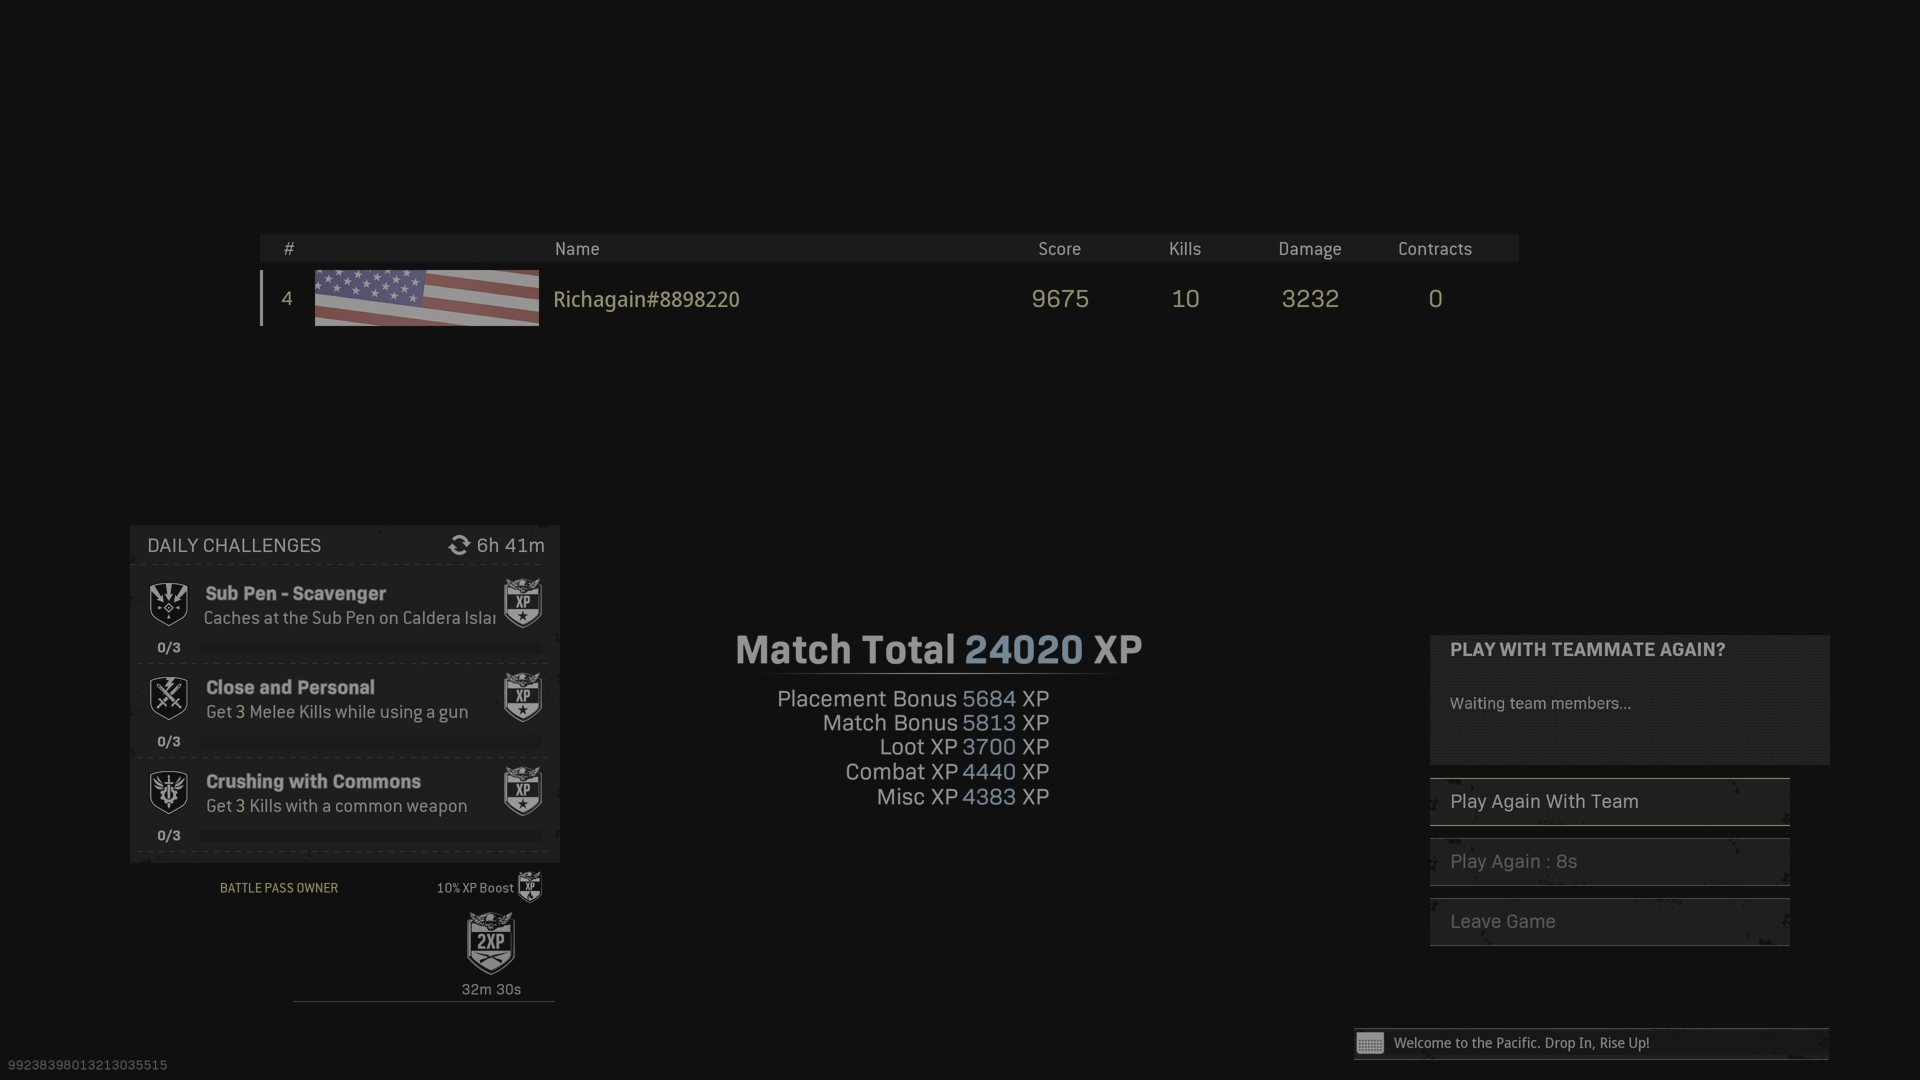 # Name Score Kills Damage Contracts
4 Richagain#8898220 9675 10 3232 0
DAILY CHALLENGES 6h 41m
Sub Pen - Scavenger
XP
Caches at the Sub Pen on Caldera Islan
0/3
Close and Personal
XP
Get 3 Melee Kills while using a gun
0/3
Crushing with Commons
XP
Get 3 Kills with a common weapon
0/3
BATTLE PASS OWNER 10% XP Boost XP
2XP
32m 30s
Match Total 24020 XP
Placement Bonus 5684 XP
Match Bonus 5813 XP
Loot XP 3700 XP
Combat XP 4440 XP
Misc XP 4383 XP
PLAY WITH TEAMMATE AGAIN?
Waiting team members...
Play Again With Team
Play Again : 8s
Leave Game
Welcome to the Pacific. Drop In, Rise Up!
99238398013213035515